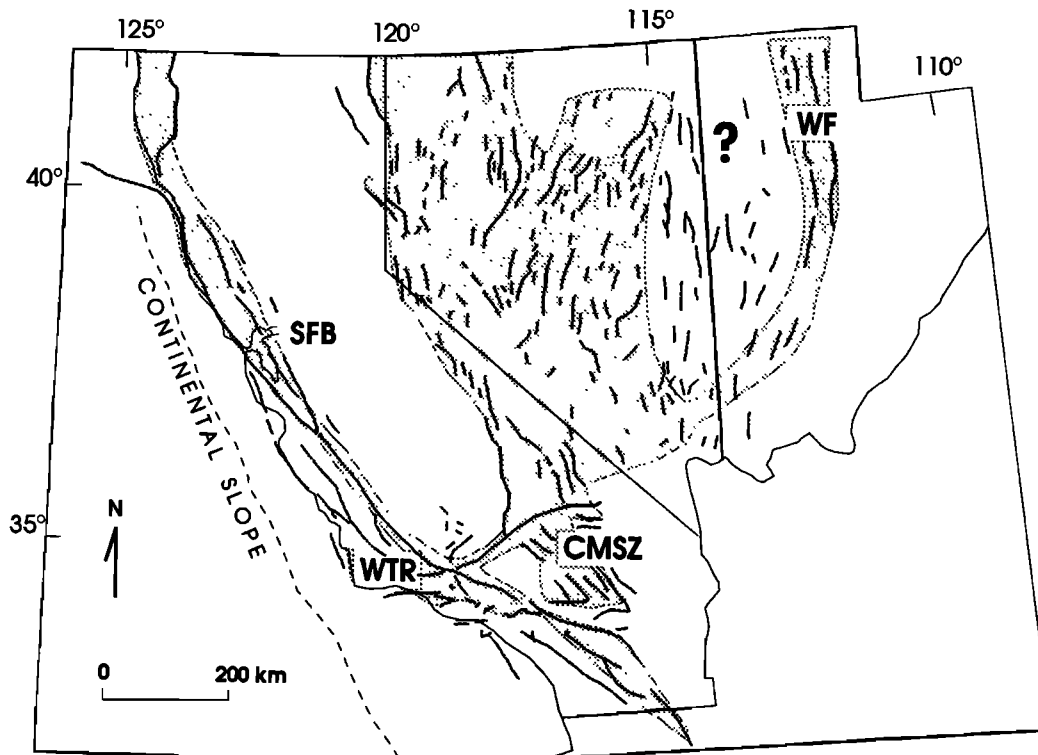 125°
120°
115°
110°
?
WF
40°
SFB
CONTINENTAL SLOPE
N
35°
CMSZ
WTR
0 200 km